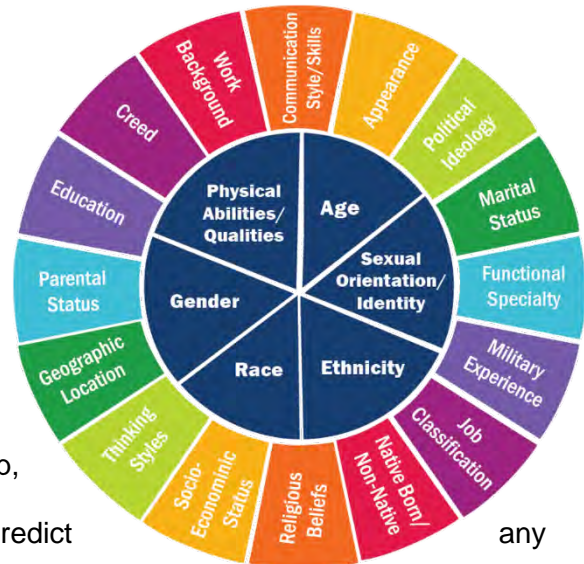 Communication
Style/Skills
Appearance
Political
Ideology
Marital
Status
Functional
Specialty
Military
Experience
Job
Classification
Native Born/
Non-Native
Religious
Beliefs
Socio-
Economic
Status
Thinking
Styles
Geographic
Location
Parental
Status
Education
Creed
Work
Background
Physical
Abilities/
Qualities
Age
Sexual
Orientation/
Identity
Ethnicity
Race
Gender
any